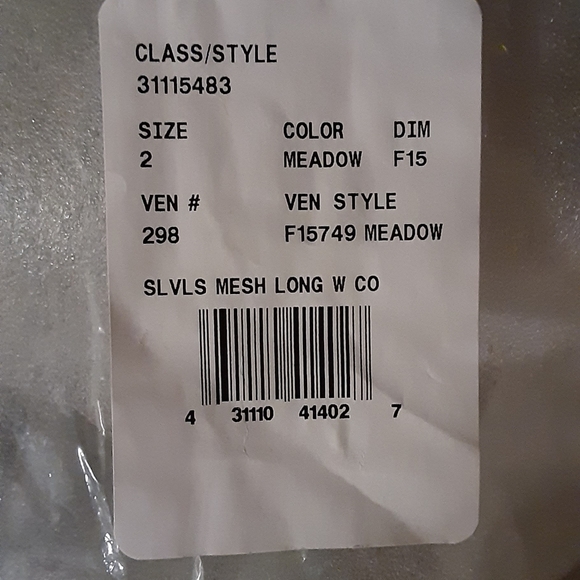 CLASS/STYLE
31115483
SIZE COLOR DIM
2 MEADOW F15
VEN # VEN STYLE
298 F15749 MEADOW
SLVLS MESH LONG W CO
4 31110 41402 7